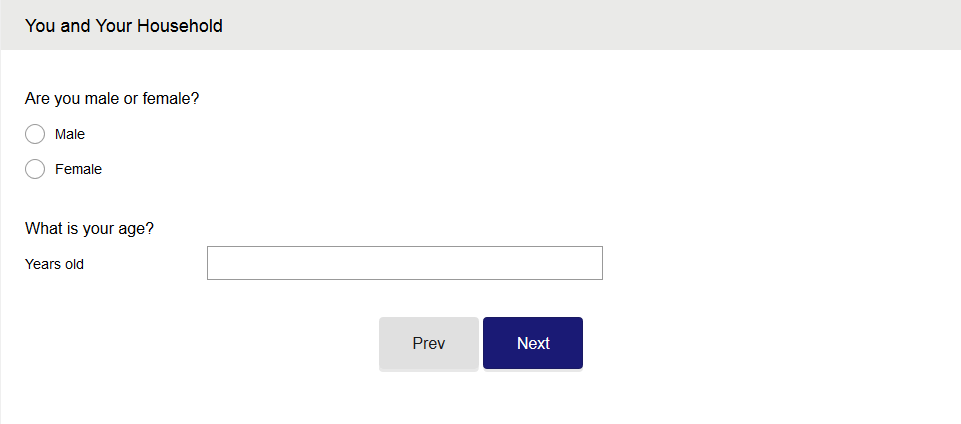 You and Your Household
Are you male or female?
Male
Female
What is your age?
Years old
Prev Next